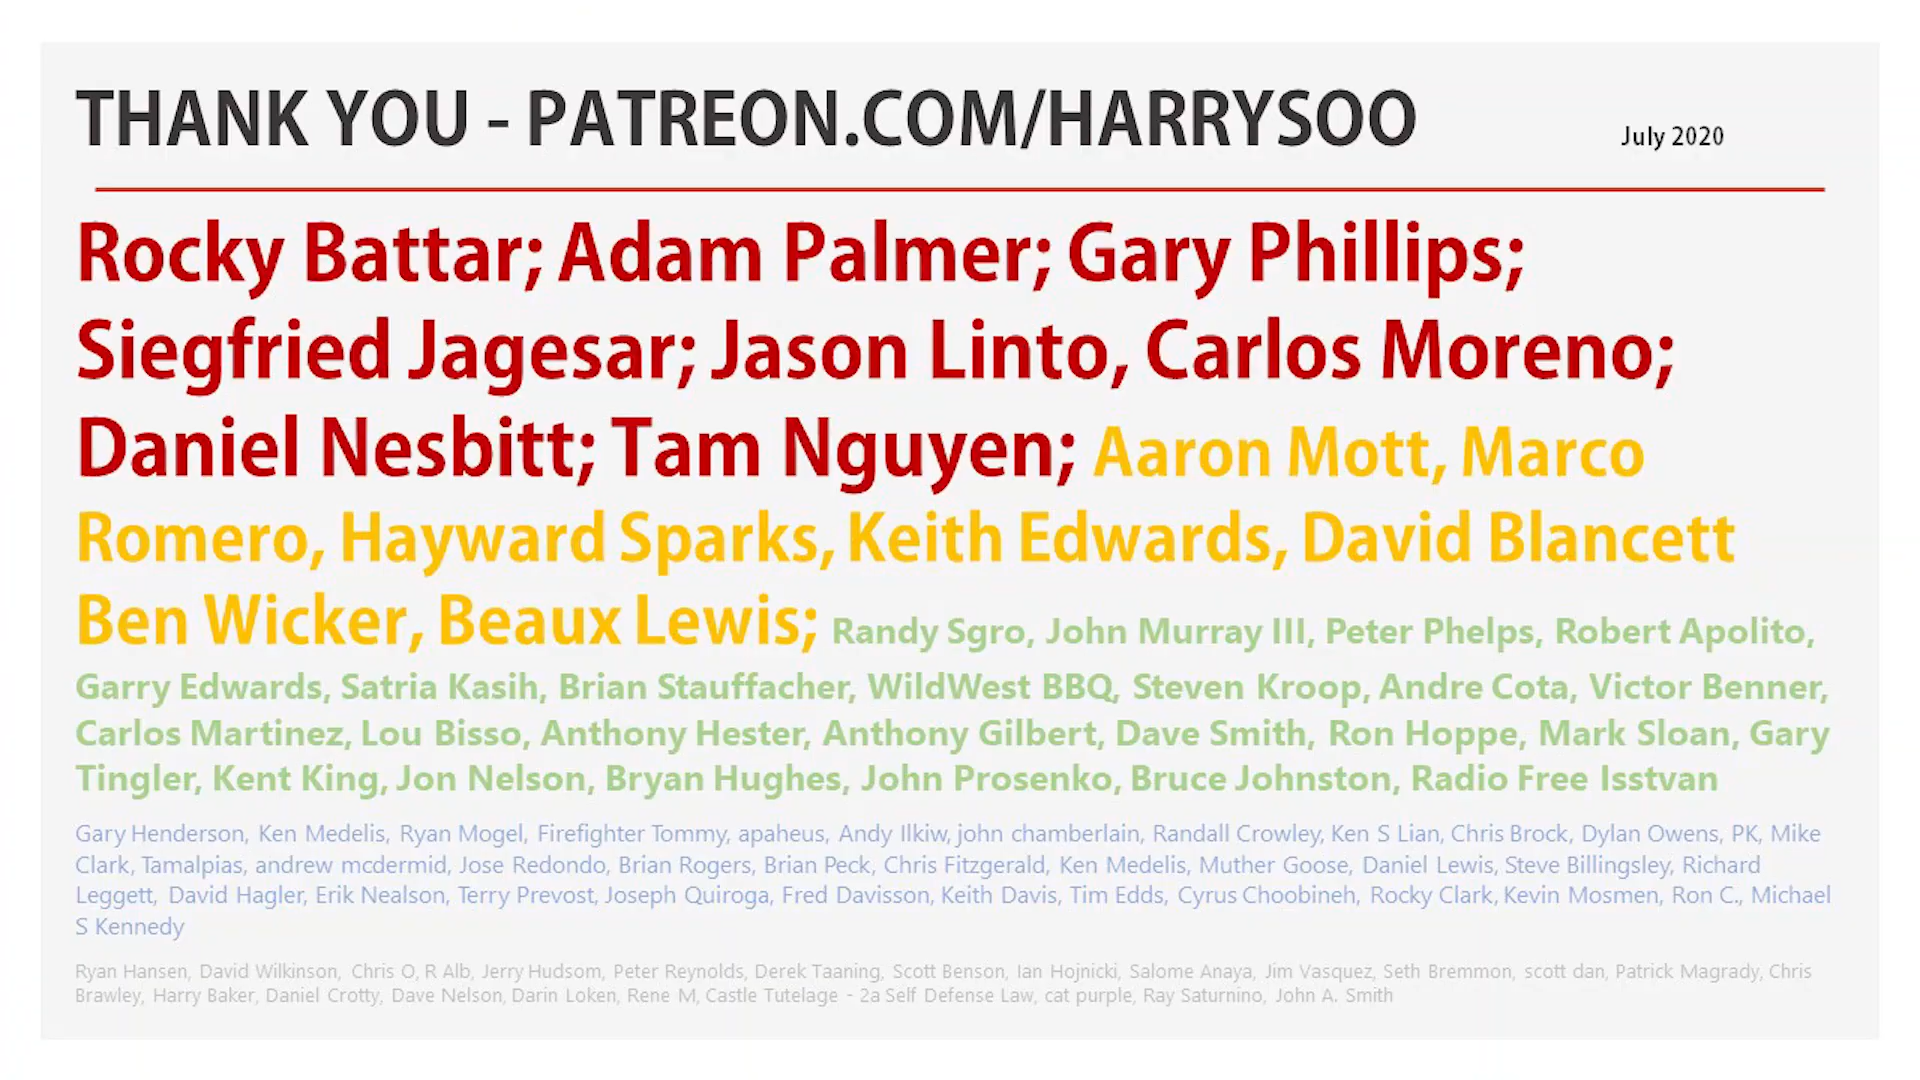 THANK YOU - PATREON.COM/HARRYSOO July 2020
Rocky Battar; Adam Palmer; Gary Phillips;
Siegfried Jagesar; Jason Linto, Carlos Moreno;
Daniel Nesbitt; Tam Nguyen; Aaron Mott, Marco
Romero, Hayward Sparks, Keith Edwards, David Blancett
Ben Wicker, Beaux Lewis; Randy Sgro, John Murray III, Peter Phelps, Robert Apolito,
Garry Edwards, Satria Kasih, Brian Stauffacher, WildWest BBQ, Steven Kroop, Andre Cota, Victor Benner,
Carlos Martinez, Lou Bisso, Anthony Hester, Anthony Gilbert, Dave Smith, Ron Hoppe, Mark Sloan, Gary
Tingler, Kent King, Jon Nelson, Bryan Hughes, John Prosenko, Bruce Johnston, Radio Free Isstvan
Gary Henderson, Ken Medelis, Ryan Mogel, Firefighter Tommy, apaheus, Andy Ilkiw, john chamberlain, Randall Crowley, Ken S Lian, Chris Brock, Dylan Owens, PK, Mike
Clark, Tamalpias, andrew mcdermid, Jose Redondo, Brian Rogers, Brian Peck, Chris Fitzgerald, Ken Medelis, Muther Goose, Daniel Lewis, Steve Billingsley, Richard
Leggett, David Hagler, Erik Nealson, Terry Prevost, Joseph Quiroga, Fred Davisson, Keith Davis, Tim Edds, Cyrus Choobineh, Rocky Clark, Kevin Mosmen, Ron C., Michael
S Kennedy
Ryan Hansen, David Wilkinson, Chris O, R Alb, Jerry Hudsom, Peter Reynolds, Derek Taaning, Scott Benson, Ian Hojnicki, Salome Anaya, Jim Vasquez, Seth Bremmon, scott dan, Patrick Magrady, Chris
Brawley, Harry Baker, Daniel Crotty, Dave Nelson, Darin Loken, Rene M, Castle Tutelage - 2a Self Defense Law, cat purple, Ray Saturnino, John A. Smith